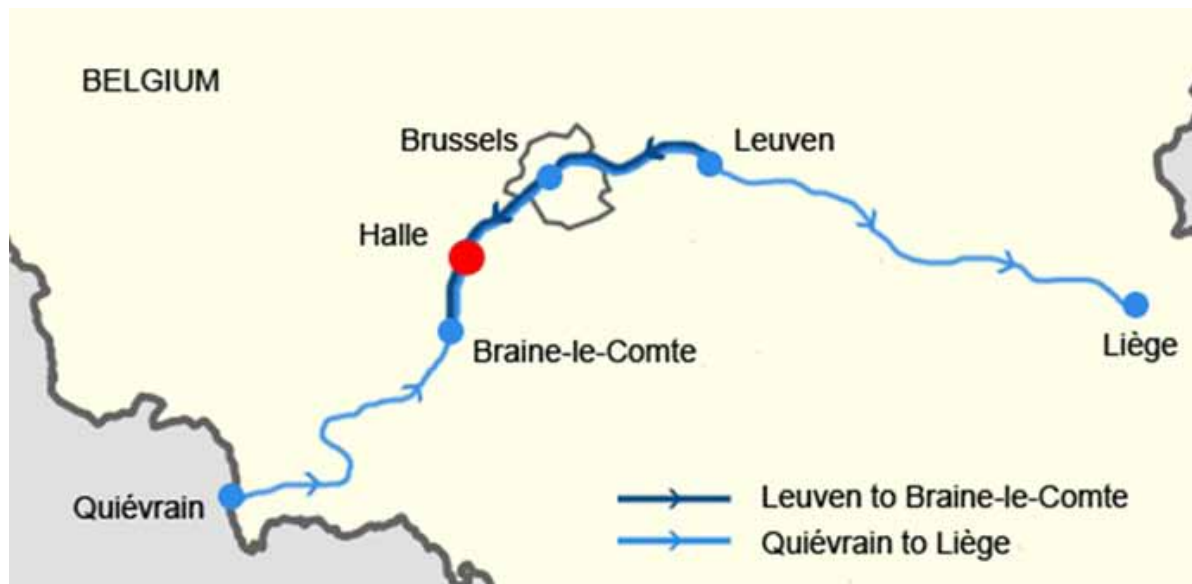 BELGIUM
Brussels
Leuven
Halle
Braine-le-Comte
Liège
Quiévrain
Leuven to Braine-le-Comte
Quiévrain to Liège